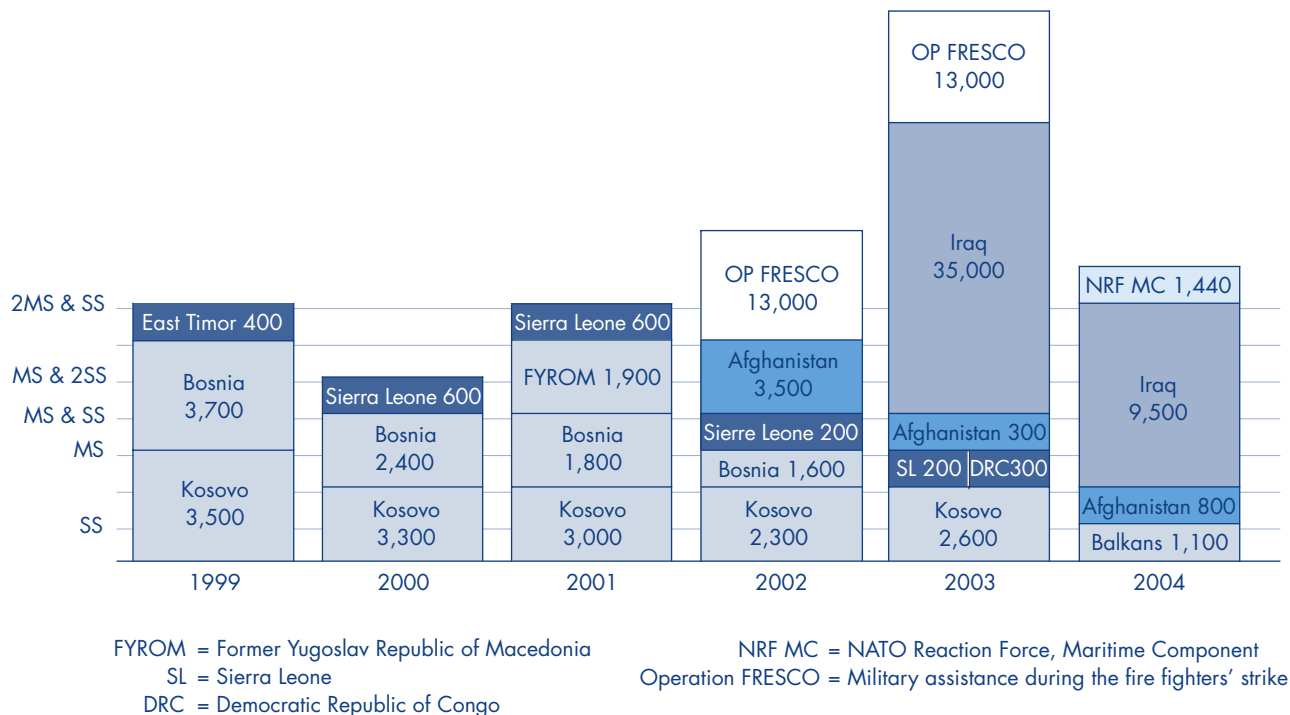 OP FRESCO
13,000
Iraq
35,000
Afghanistan 300
SL 200 DRC300
Kosovo
2,600
OP FRESCO
13,000
Afghanistan
3,500
Sierre Leone 200
Bosnia 1,600
Kosovo
2,300
NRF MC 1,440
Iraq
9,500
Afghanistan 800
Balkans 1,100
2MS & SS
MS & 2SS
MS & SS
MS
SS
East Timor 400
Bosnia
3,700
Kosovo
3,500
Sierra Leone 600
Bosnia
2,400
Kosovo
3,300
Sierra Leone 600
FYROM 1,900
Bosnia
1,800
Kosovo
3,000
1999 2000 2001 2002 2003 2004
FYROM = Former Yugoslav Republic of Macedonia
SL = Sierra Leone
DRC = Democratic Republic of Congo
NRF MC = NATO Reaction Force, Maritime Component
Operation FRESCO = Military assistance during the fire fighters’ strike